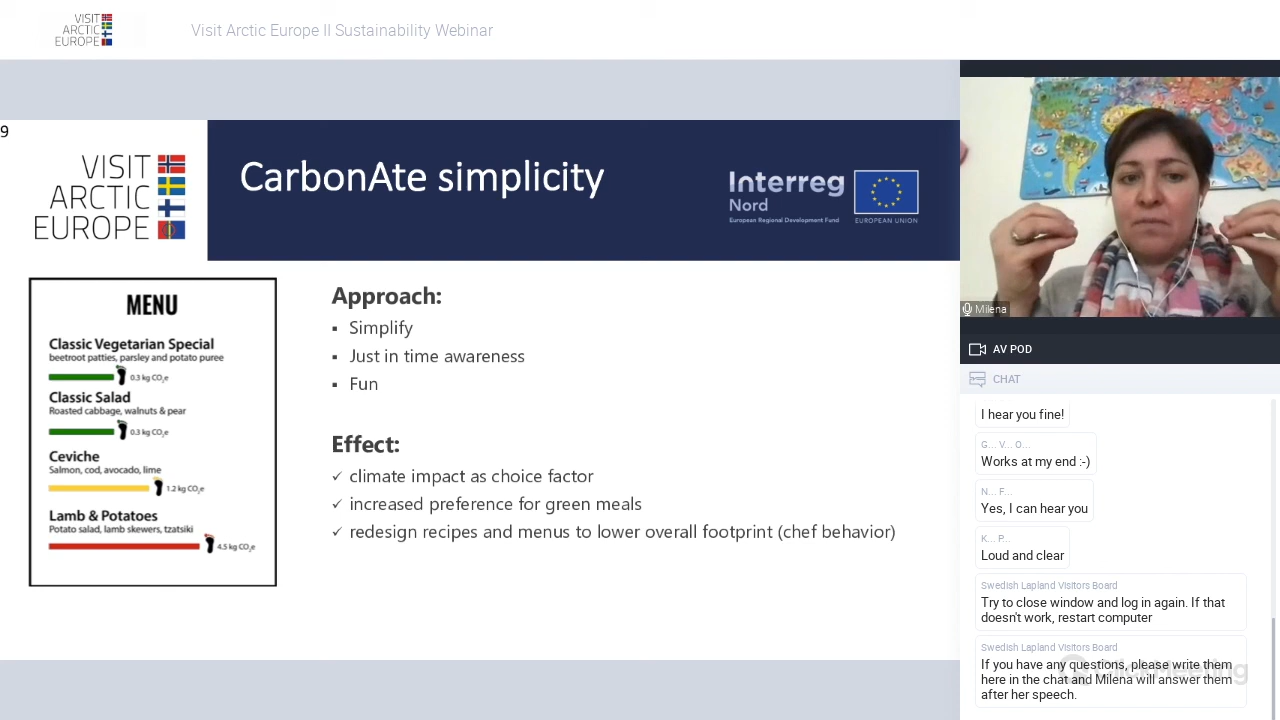 VISIT
ARCTIC
EUROPE
Visit Arctic Europe II Sustainability Webinar
9
VISIT
ARCTIC
EUROPE
CarbonAte simplicity
Interreg
Nord
European Regional Development Fund
EUROPEAN UNION
MENU
Classic Vegetarian Special
beetroot patties, parsley and potato puree
0.3 kg CO₂e
Classic Salad
Roasted cabbage, walnuts & pear
0.3 kg CO₂e
Ceviche
Salmon, cod, avocado, lime
1.2 kg CO₂e
Lamb & Potatoes
Potato salad, lamb skewers, tzatsiki
4.5 kg CO₂e
Approach:
▪ Simplify
▪ Just in time awareness
▪ Fun
Effect:
✓ climate impact as choice factor
✓ increased preference for green meals
✓ redesign recipes and menus to lower overall footprint (chef behavior)
Milena
AV POD
CHAT
I hear you fine!
G... V... O...
Works at my end :-)
N... F...
Yes, I can hear you
K... P...
Loud and clear
Swedish Lapland Visitors Board
Try to close window and log in again. If that
doesn't work, restart computer
Swedish Lapland Visitors Board
If you have any questions, please write them
here in the chat and Milena will answer them
after her speech.
ClickMeeting